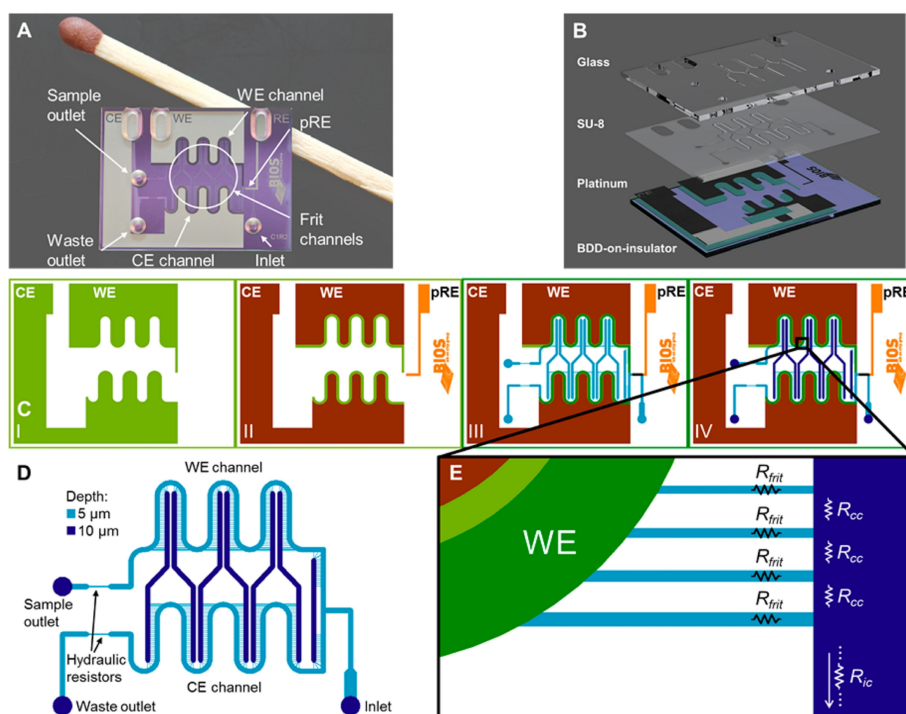 A
Sample
outlet
WE channel
CE
WE
RE
pRE
BIOS
Frit
channels
Waste
outlet
CE channel
Inlet
B
Glass
SU-8
Platinum
BDD-on-insulator
BIOS
C
CE
WE
I
CE
WE
pRE
BIOS
II
CE
WE
pRE
BIOS
III
CE
WE
pRE
BIOS
IV
D
WE channel
Depth:
5 µm
10 µm
Sample
outlet
Hydraulic
resistors
CE channel
Waste outlet
Inlet
E
WE
Rfrit
Rfrit
Rfrit
Rfrit
Rcc
Rcc
Rcc
Ric